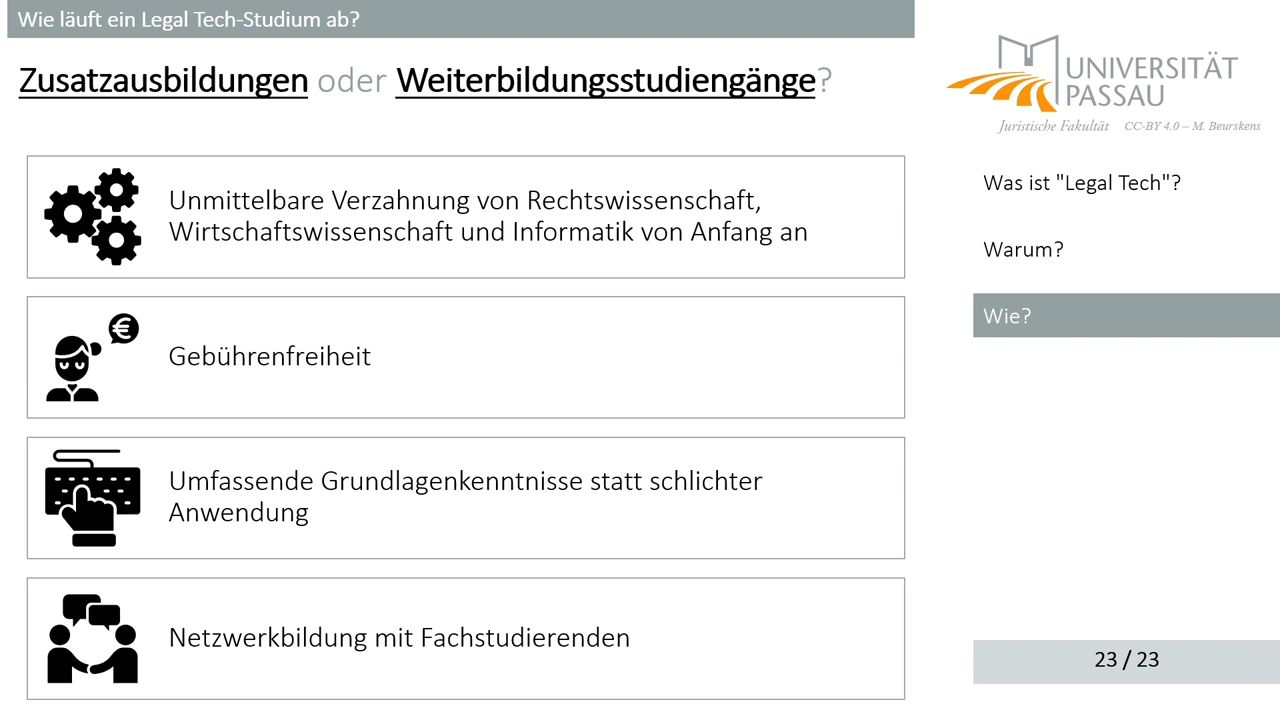 Wie läuft ein Legal Tech-Studium ab?
Zusatzausbildungen oder Weiterbildungsstudiengänge?
Unmittelbare Verzahnung von Rechtswissenschaft,
Wirtschaftswissenschaft und Informatik von Anfang an
€
Gebührenfreiheit
Umfassende Grundlagenkenntnisse statt schlichter
Anwendung
Netzwerkbildung mit Fachstudierenden
UNIVERSITÄT
PASSAU
Juristische Fakultät CC-BY 4.0 – M. Beurskens
Was ist "Legal Tech"?
Warum?
Wie?
23 / 23